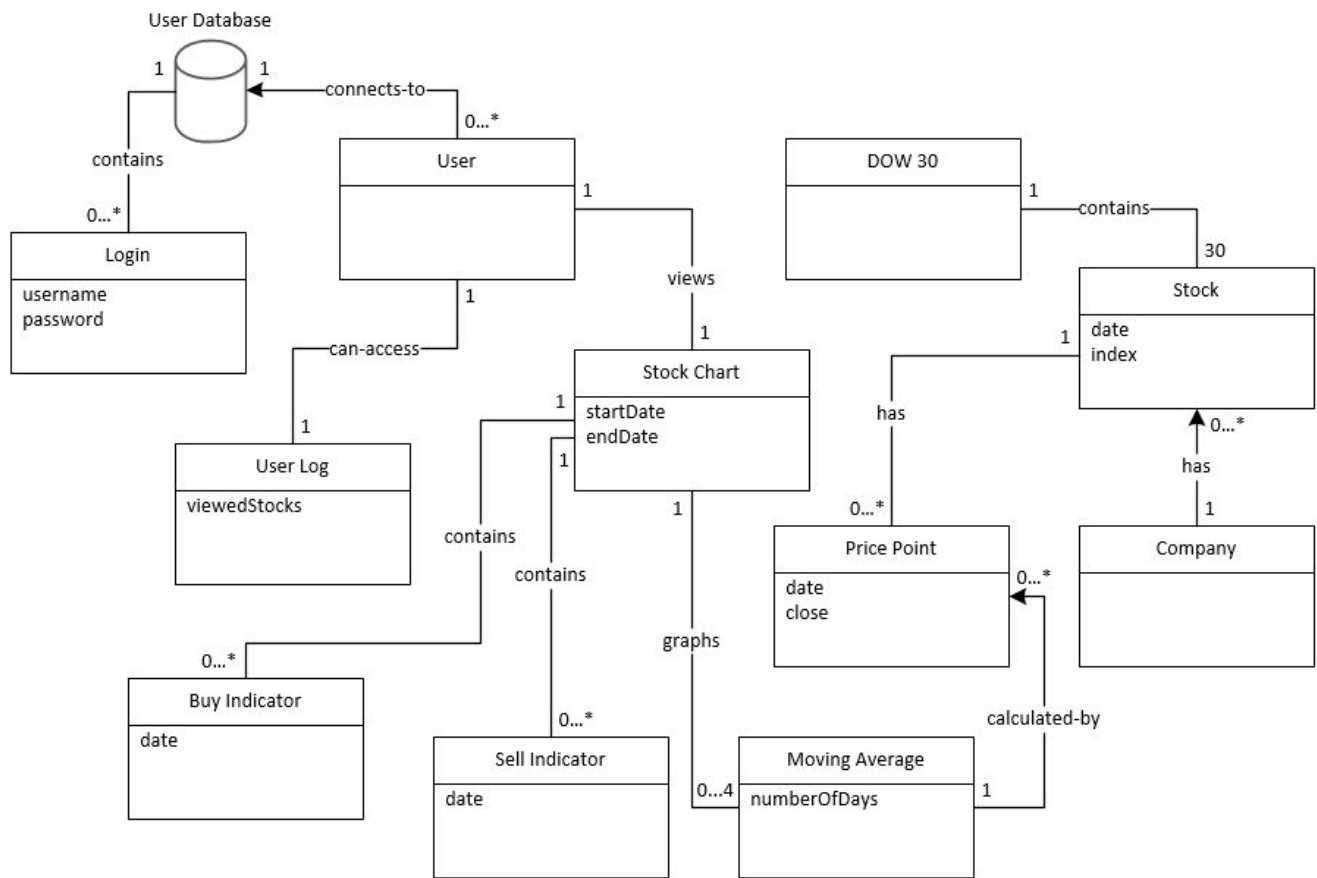 User Database
1
1
connects-to
0...*
contains
0...*
User
1
DOW 30
1
contains
30
Login
username
password
1
views
1
can-access
1
Stock
date
index
1
0...*
has
0...*
has
1
Stock Chart
startDate
endDate
1
1
1
User Log
viewedStocks
contains
contains
graphs
Price Point
date
close
0...*
Company
0...*
Buy Indicator
date
0...*
Sell Indicator
date
calculated-by
0...4
Moving Average
numberOfDays
1